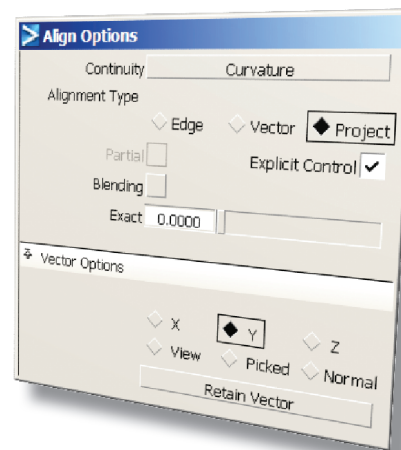 Align Options
Continuity Curvature
Alignment Type
Edge Vector Project
Partial Explicit Control
Blending
Exact 0.0000
Vector Options
X Y Z
View Picked Normal
Retain Vector